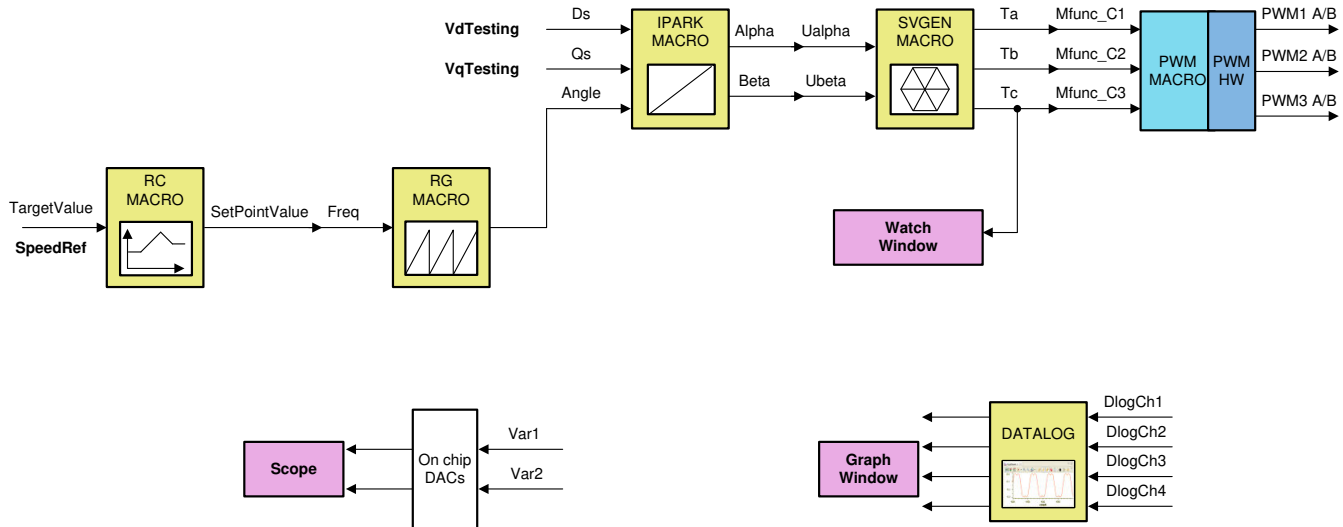 VdTesting
Ds
IPARK
MACRO
Alpha
Ualpha
SVGEN
MACRO
Ta
Mfunc_C1
PWM1 A/B
VqTesting
Qs
Tb
Mfunc_C2
PWM
MACRO
PWM
HW
PWM2 A/B
Angle
Beta
Ubeta
Tc
Mfunc_C3
PWM3 A/B
TargetValue
SpeedRef
RC
MACRO
SetPointValue
Freq
RG
MACRO
Watch
Window
Scope
On chip
DACs
Var1
Var2
Graph
Window
DATALOG
DlogCh1
DlogCh2
DlogCh3
DlogCh4